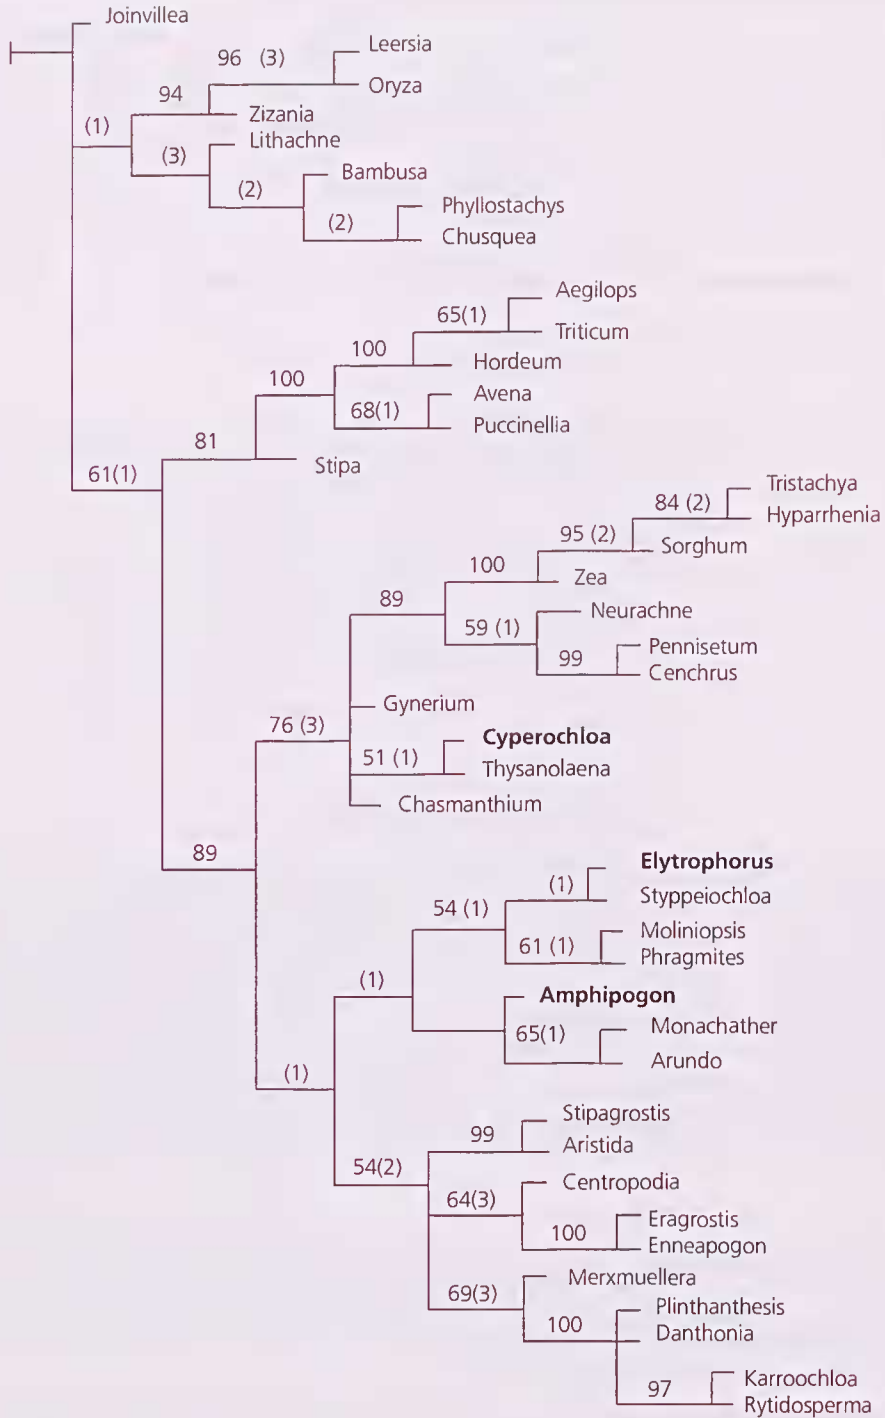 Joinvillea
Leersia
96 (3)
Oryza
94
Zizania
(1)
Lithachne
(3)
Bambusa
(2)
Phyllostachys
(2)
Chusquea
Aegilops
65(1)
Triticum
100
Hordeum
100
Avena
68(1)
Puccinellia
81
Stipa
61(1)
Tristachya
84 (2)
Hyparrhenia
95 (2)
Sorghum
100
Zea
89
Neurachne
59 (1)
Pennisetum
99
Cenchrus
Gynerium
76 (3)
Cyperochloa
51 (1)
Thysanolaena
Chasmanthium
89
Elytrophorus
(1)
Styppeiochloa
54 (1)
Moliniopsis
61 (1)
Phragmites
(1)
Amphipogon
Monachather
65(1)
Arundo
(1)
Stipagrostis
99
Aristida
54(2)
Centropodia
64(3)
Eragrostis
100
Enneapogon
Merxmuellera
69(3)
Plinthanthesis
100
Danthonia
Karroochloa
97
Rytidosperma